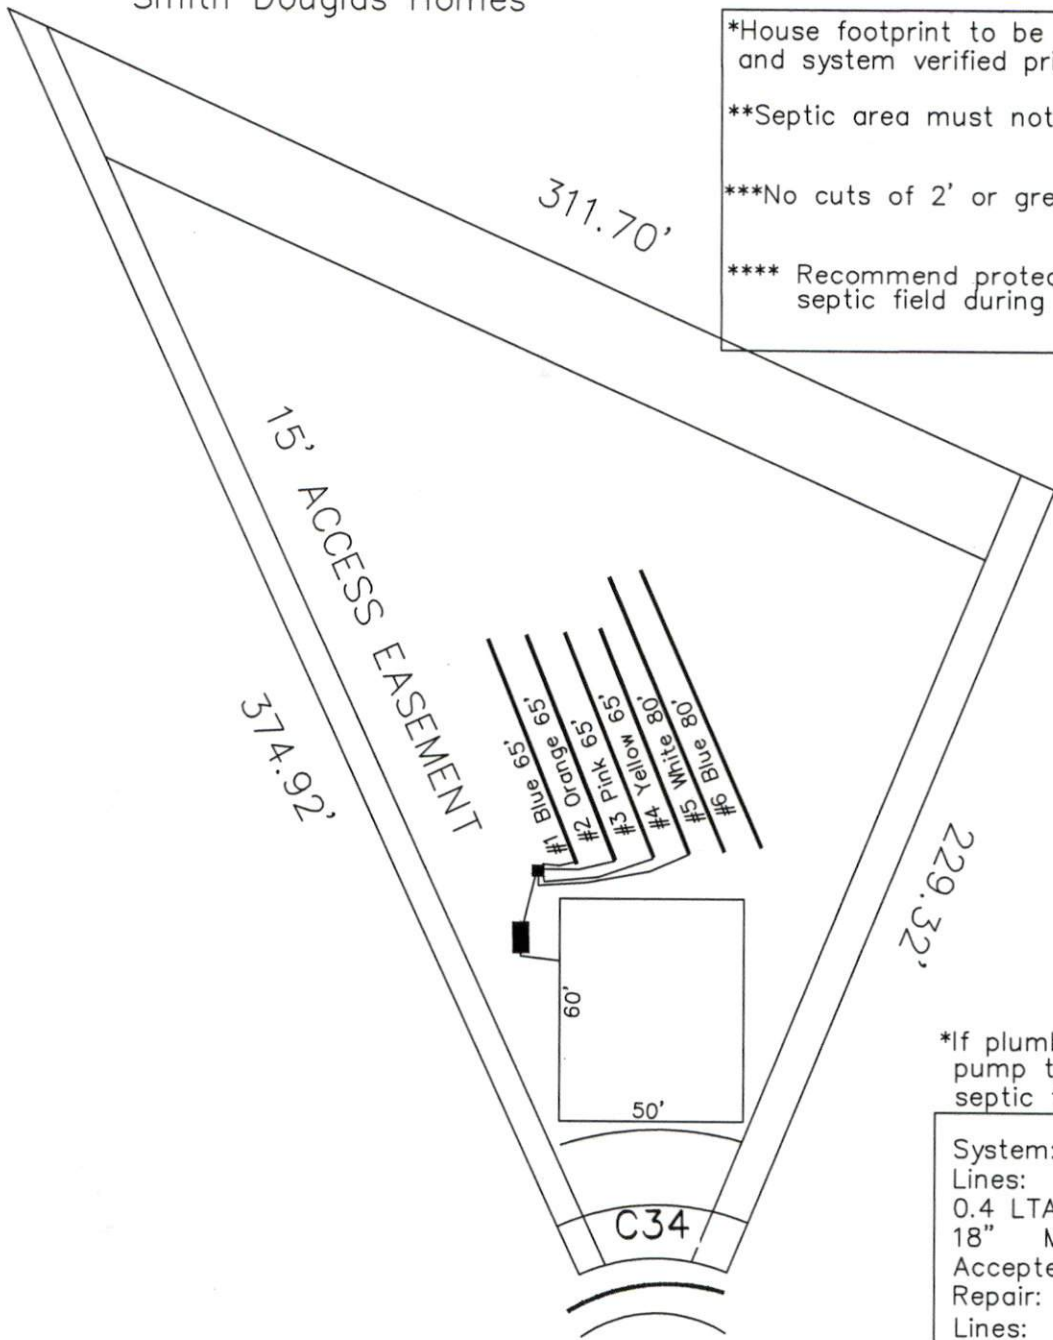 Smith Douglas Homes
*House footprint to be
and system verified pri
**Septic area must not
***No cuts of 2' or gre
**** Recommend protec
septic field during
311.70'
15' ACCESS EASEMENT
374.92'
#1 Blue 65'
#2 Orange 65'
#3 Pink 65'
#4 Yellow 65'
#5 White 80'
#6 Blue 80'
229.32'
60'
50'
C34
*If plum
pump t
septic
System:
Lines:
0.4 LTA
18" M
Accepte
Repair:
Lines: